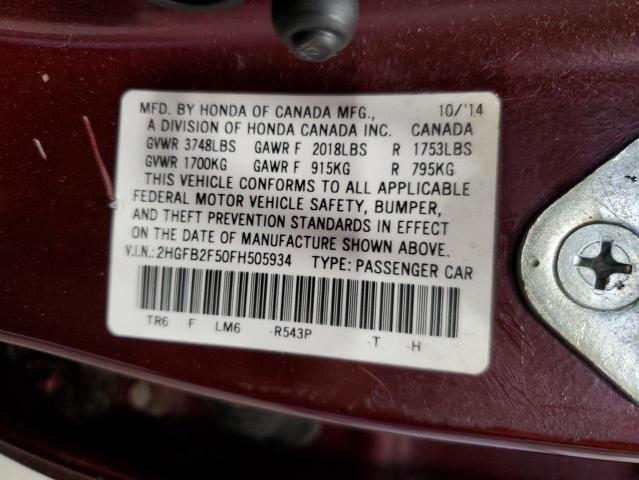 MFD. BY HONDA OF CANADA MFG., 10/'14
A DIVISION OF HONDA CANADA INC. CANADA
GVWR 3748LBS GAWR F 2018LBS R 1753LBS
GVWR 1700KG GAWR F 915KG R 795KG
THIS VEHICLE CONFORMS TO ALL APPLICABLE
FEDERAL MOTOR VEHICLE SAFETY, BUMPER,
AND THEFT PREVENTION STANDARDS IN EFFECT
ON THE DATE OF MANUFACTURE SHOWN ABOVE.
V.I.N.: 2HGFB2F50FH505934 TYPE: PASSENGER CAR
TR6 F LM6 -R543P -T -H